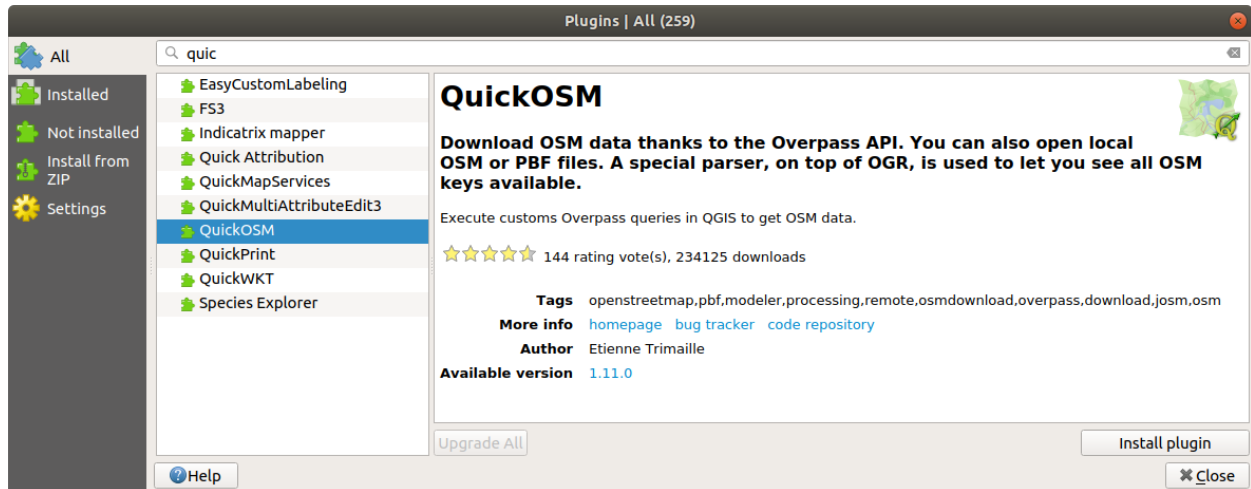 Plugins | All (259)
All
Installed
Not installed
Install from
ZIP
Settings
quic
EasyCustomLabeling
FS3
Indicatrix mapper
Quick Attribution
QuickMapServices
QuickMultiAttributeEdit3
QuickOSM
QuickPrint
QuickWKT
Species Explorer
QuickOSM
Download OSM data thanks to the Overpass API. You can also open local
OSM or PBF files. A special parser, on top of OGR, is used to let you see all OSM
keys available.
Execute customs Overpass queries in QGIS to get OSM data.
144 rating vote(s), 234125 downloads
Tags openstreetmap,pbf,modeler,processing,remote,osmdownload,overpass,download,josm,osm
More info homepage bug tracker code repository
Author Etienne Trimaille
Available version 1.11.0
Upgrade All
Install plugin
Help
Close